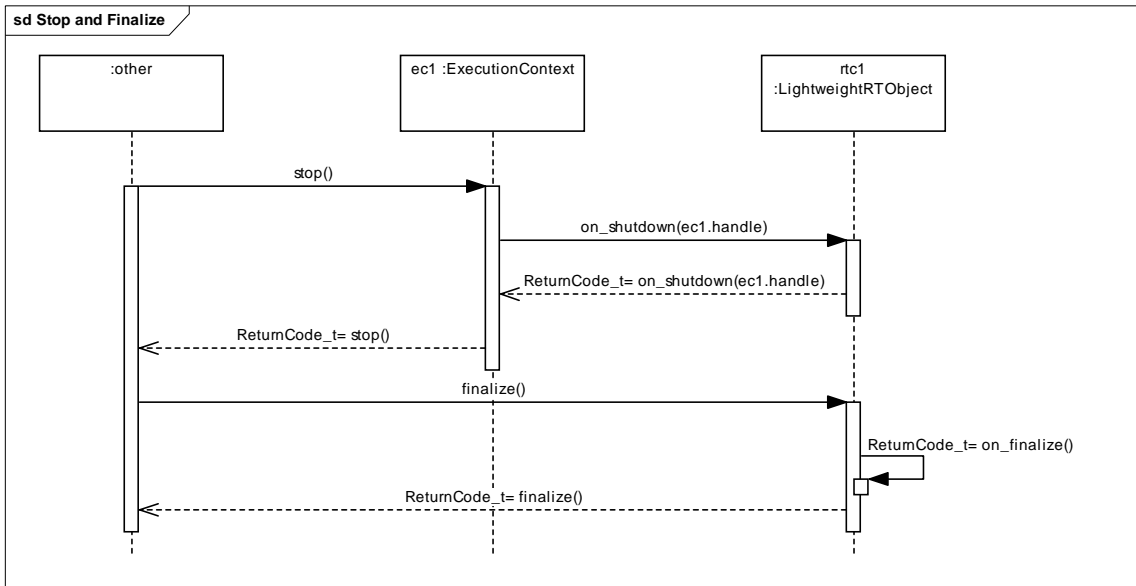 sd Stop and Finalize
:other
ec1 :ExecutionContext
rtc1
:LightweightRTObject
stop()
on_shutdown(ec1.handle)
ReturnCode_t= on_shutdown(ec1.handle)
ReturnCode_t= stop()
finalize()
ReturnCode_t= on_finalize()
ReturnCode_t= finalize()